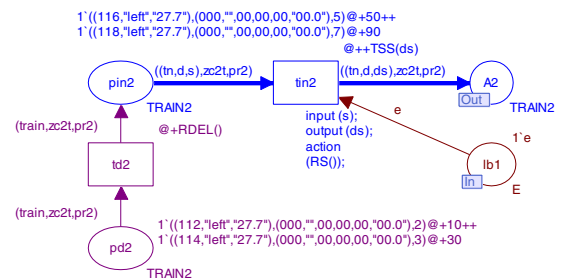 1`((116,"left","27.7"),(000,"",00,00,00,"00.0"),5)@+50++
1`((118,"left","27.7"),(000,"",00,00,00,"00.0"),7)@+90
@++TSS(ds)
((tn,d,s),zc2t,pr2)
((tn,d,ds),zc2t,pr2)
pin2
tin2
A2
Out
TRAIN2
TRAIN2
e
input (s);
output (ds);
action
(RS());
(train,zc2t,pr2)
@+RDEL()
1`e
td2
lb1
In
E
(train,zc2t,pr2)
1`((112,"left","27.7"),(000,"",00,00,00,"00.0"),2)@+10++
1`((114,"left","27.7"),(000,"",00,00,00,"00.0"),3)@+30
pd2
TRAIN2